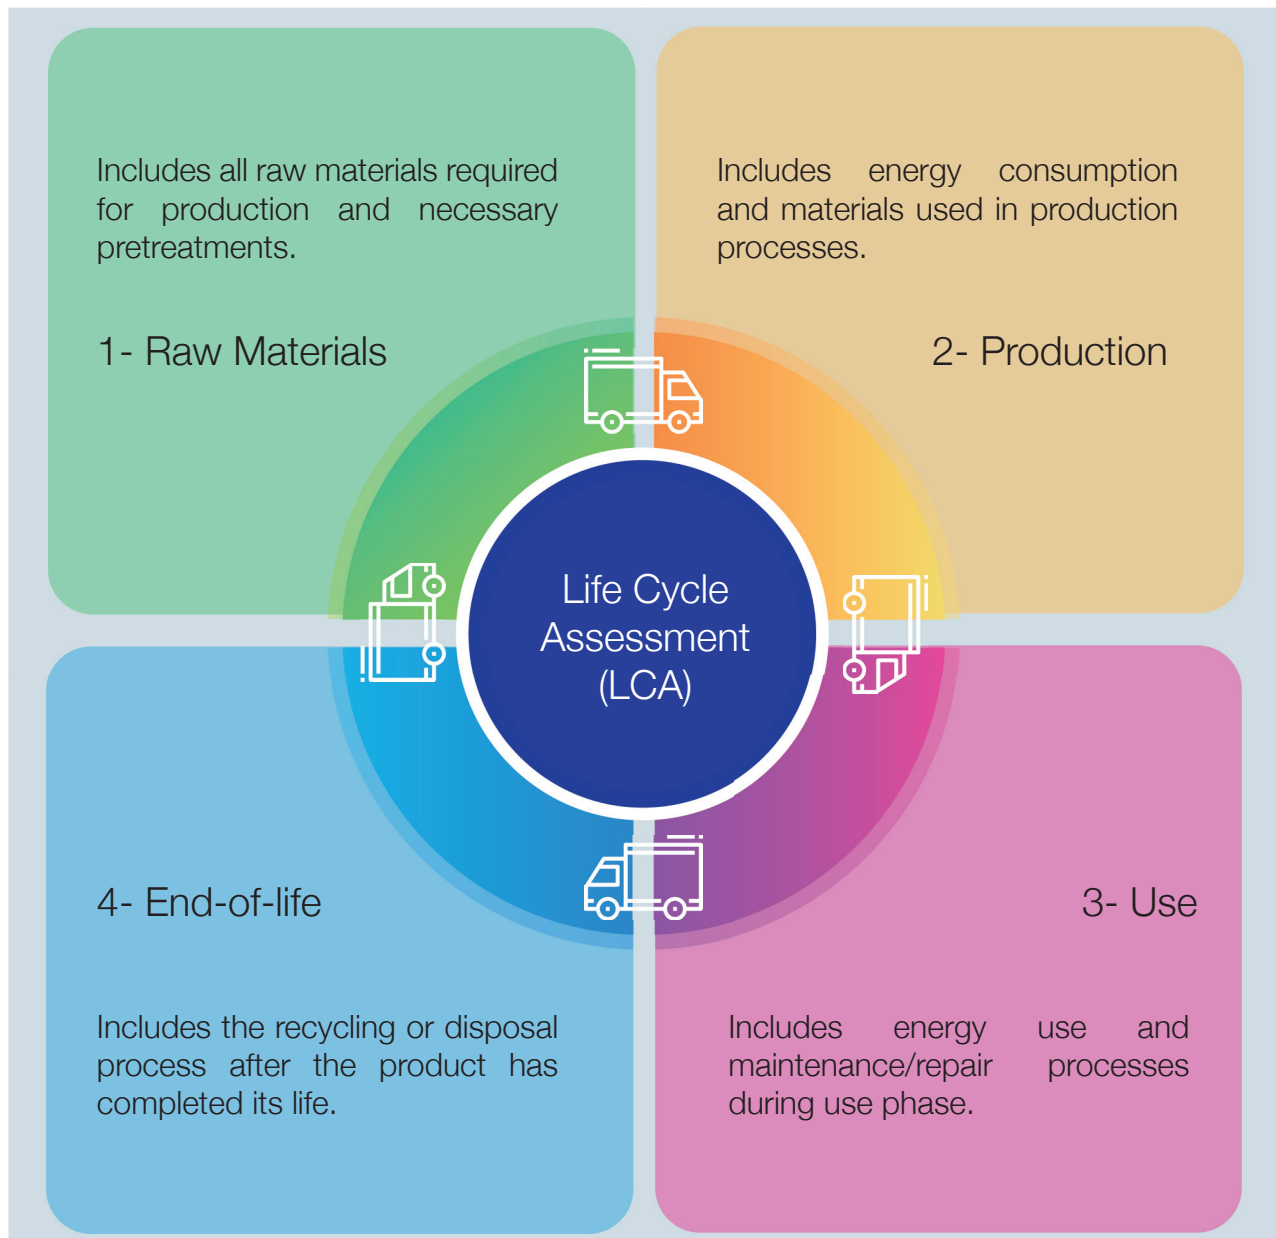 Includes all raw materials required
for production and necessary
pretreatments.
1- Raw Materials
Includes energy consumption
and materials used in production
processes.
2- Production
Life Cycle
Assessment
(LCA)
4- End-of-life
Includes the recycling or disposal
process after the product has
completed its life.
3- Use
Includes energy use and
maintenance/repair processes
during use phase.